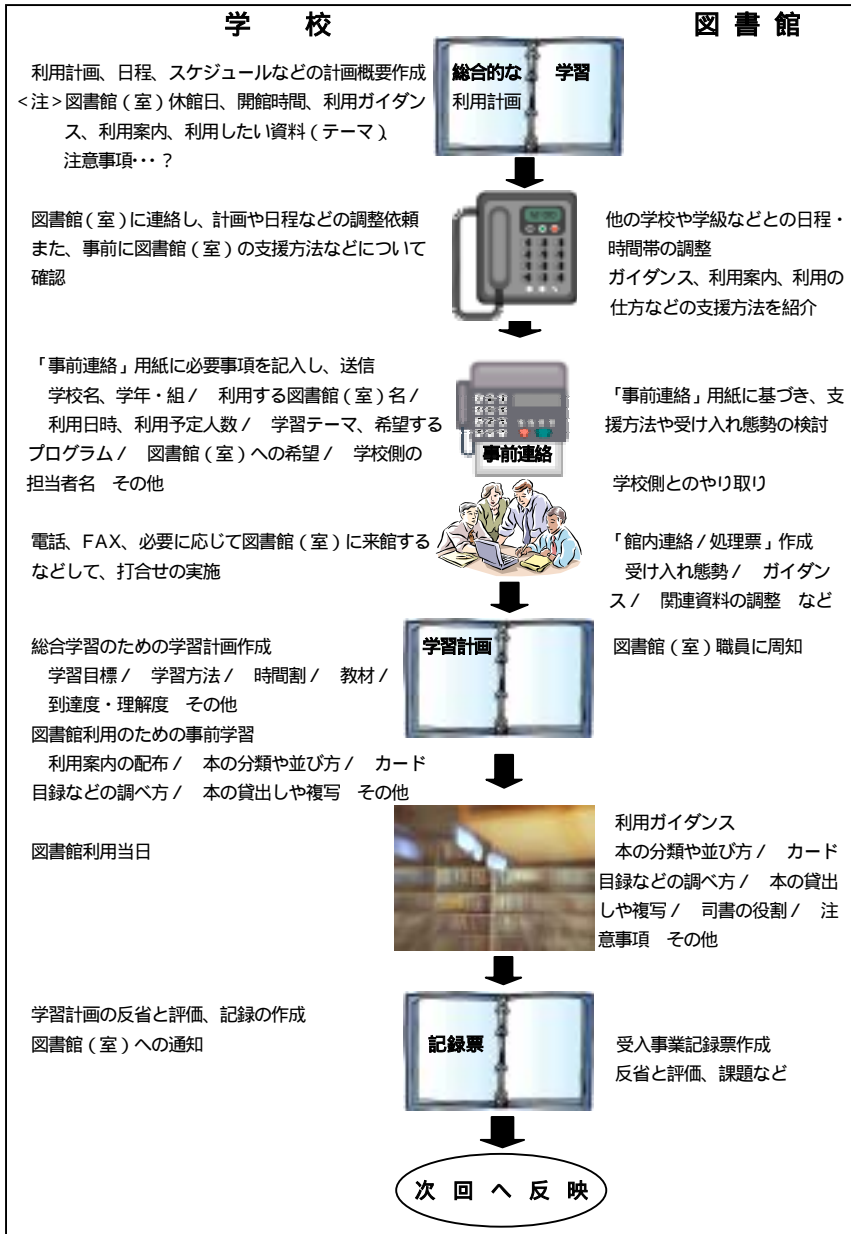 学 校
図 書 館
利用計画、日程、スケジュールなどの計画概要作成
<注>図書館(室)休館日、開館時間、利用ガイダン
ス、利用案内、利用したい資料(テーマ)、
注意事項・・・?
総合的な 学習
利用計画
図書館(室)に連絡し、計画や日程などの調整依頼
また、事前に図書館(室)の支援方法などについて
確認
他の学校や学級などとの日程・
時間帯の調整
ガイダンス、利用案内、利用の
仕方などの支援方法を紹介
「事前連絡」用紙に必要事項を記入し、送信
学校名、学年・組/ 利用する図書館(室)名/
利用日時、利用予定人数/ 学習テーマ、希望する
プログラム/ 図書館(室)への希望/ 学校側の
担当者名 その他
事前連絡
「事前連絡」用紙に基づき、支
援方法や受け入れ態勢の検討
学校側とのやり取り
電話、FAX、必要に応じて図書館(室)に来館する
などして、打合せの実施
「館内連絡/処理票」作成
受け入れ態勢/ ガイダン
ス/ 関連資料の調整 など
総合学習のための学習計画作成
学習目標/ 学習方法/ 時間割/ 教材/
到達度・理解度 その他
学習計画
図書館(室)職員に周知
図書館利用のための事前学習
利用案内の配布/ 本の分類や並び方/ カード
目録などの調べ方/ 本の貸出しや複写 その他
図書館利用当日
利用ガイダンス
本の分類や並び方/ カード
目録などの調べ方/ 本の貸出
しや複写/ 司書の役割/ 注
意事項 その他
学習計画の反省と評価、記録の作成
図書館(室)への通知
記録票
受入事業記録票作成
反省と評価、課題など
次 回 へ 反 映